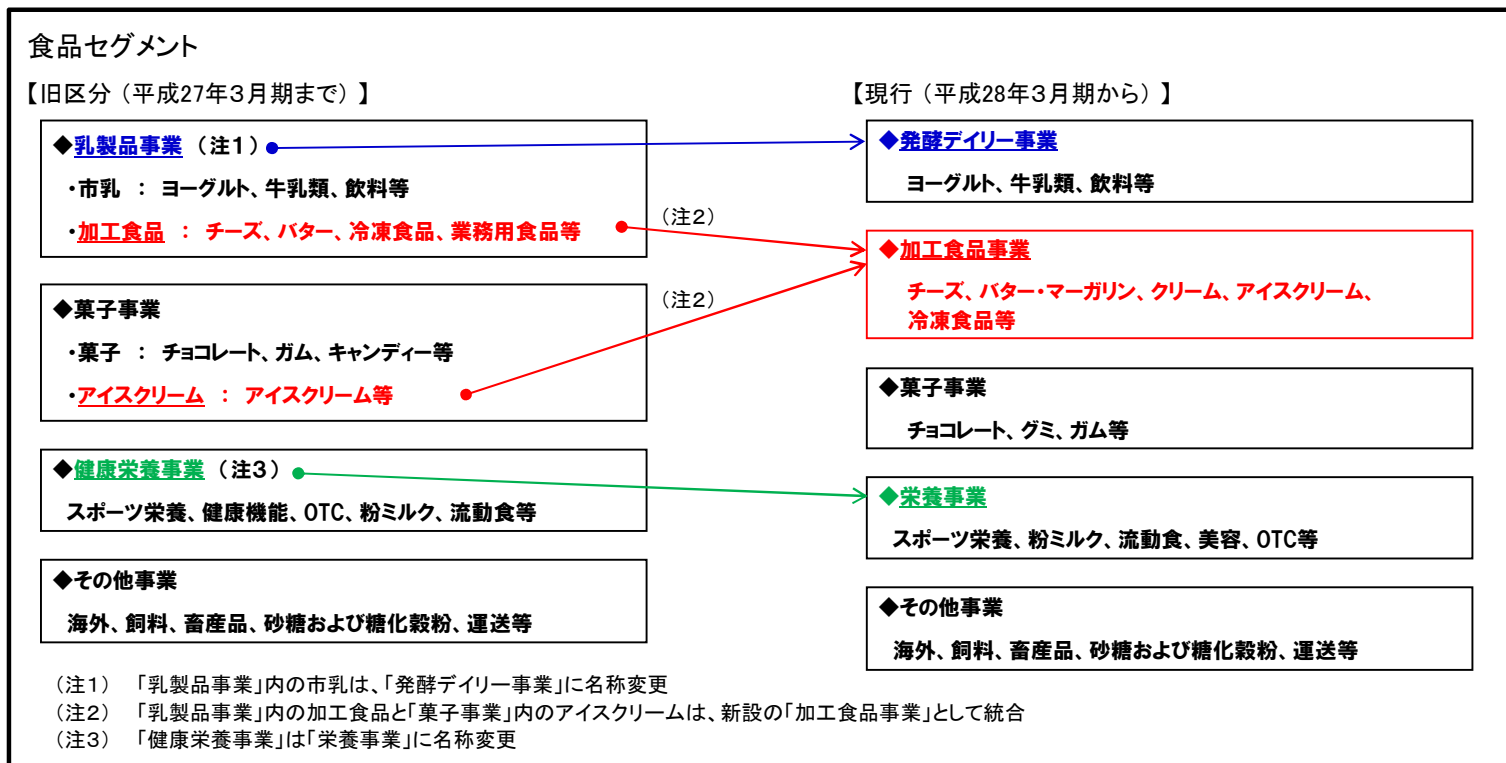 食品セグメント
【旧区分（平成27年３月期まで）】
◆乳製品事業（注１）
・市乳 ： ヨーグルト、牛乳類、飲料等
・加工食品 ： チーズ、バター、冷凍食品、業務用食品等
（注２）
◆菓子事業
・菓子 ： チョコレート、ガム、キャンディー等
・アイスクリーム ： アイスクリーム等
（注２）
◆健康栄養事業（注３）
スポーツ栄養、健康機能、OTC、粉ミルク、流動食等
◆その他事業
海外、飼料、畜産品、砂糖および糖化穀粉、運送等
【現行（平成28年３月期から）】
◆発酵デイリー事業
ヨーグルト、牛乳類、飲料等
◆加工食品事業
チーズ、バター・マーガリン、クリーム、アイスクリーム、
冷凍食品等
◆菓子事業
チョコレート、グミ、ガム等
◆栄養事業
スポーツ栄養、粉ミルク、流動食、美容、OTC等
◆その他事業
海外、飼料、畜産品、砂糖および糖化穀粉、運送等
（注１） 「乳製品事業」内の市乳は、「発酵デイリー事業」に名称変更
（注２） 「乳製品事業」内の加工食品と「菓子事業」内のアイスクリームは、新設の「加工食品事業」として統合
（注３） 「健康栄養事業」は「栄養事業」に名称変更